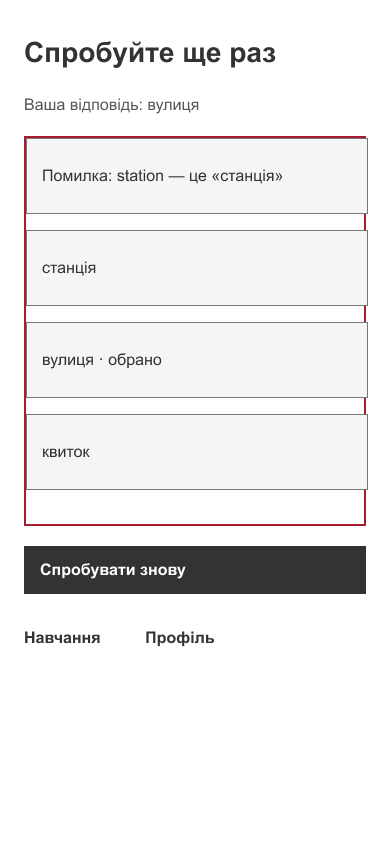 Спробуйте ще раз
Ваша відповідь: вулиця
Помилка: station — це «станція»
станція
вулиця · обрано
квиток
Спробувати знову
Навчання Профіль